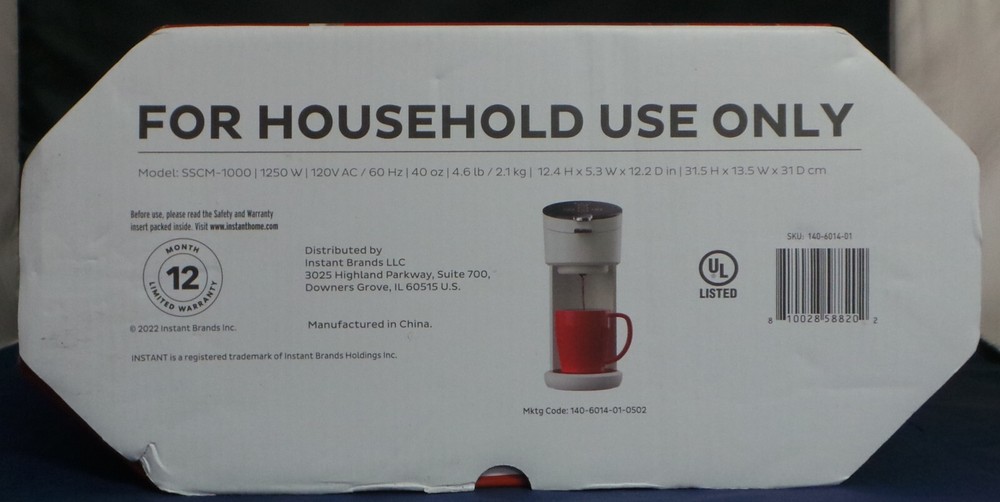 FOR HOUSEHOLD USE ONLY
Model: SSCM-1000 | 1250 W | 120V AC / 60 Hz | 40 oz | 4.6 lb / 2.1 kg | 12.4 H x 5.3 W x 12.2 D in | 31.5 H x 13.5 W x 31 D cm
Before use, please read the Safety and Warranty
insert packed inside. Visit www.instanthome.com
MONTH
12
LIMITED WARRANTY
© 2022 Instant Brands Inc.
INSTANT is a registered trademark of Instant Brands Holdings Inc.
Distributed by
Instant Brands LLC
3025 Highland Parkway, Suite 700,
Downers Grove, IL 60515 U.S.
Manufactured in China.
Mktg Code: 140-6014-01-0502
UL
LISTED
SKU: 140-6014-01
8 10028 58820 2